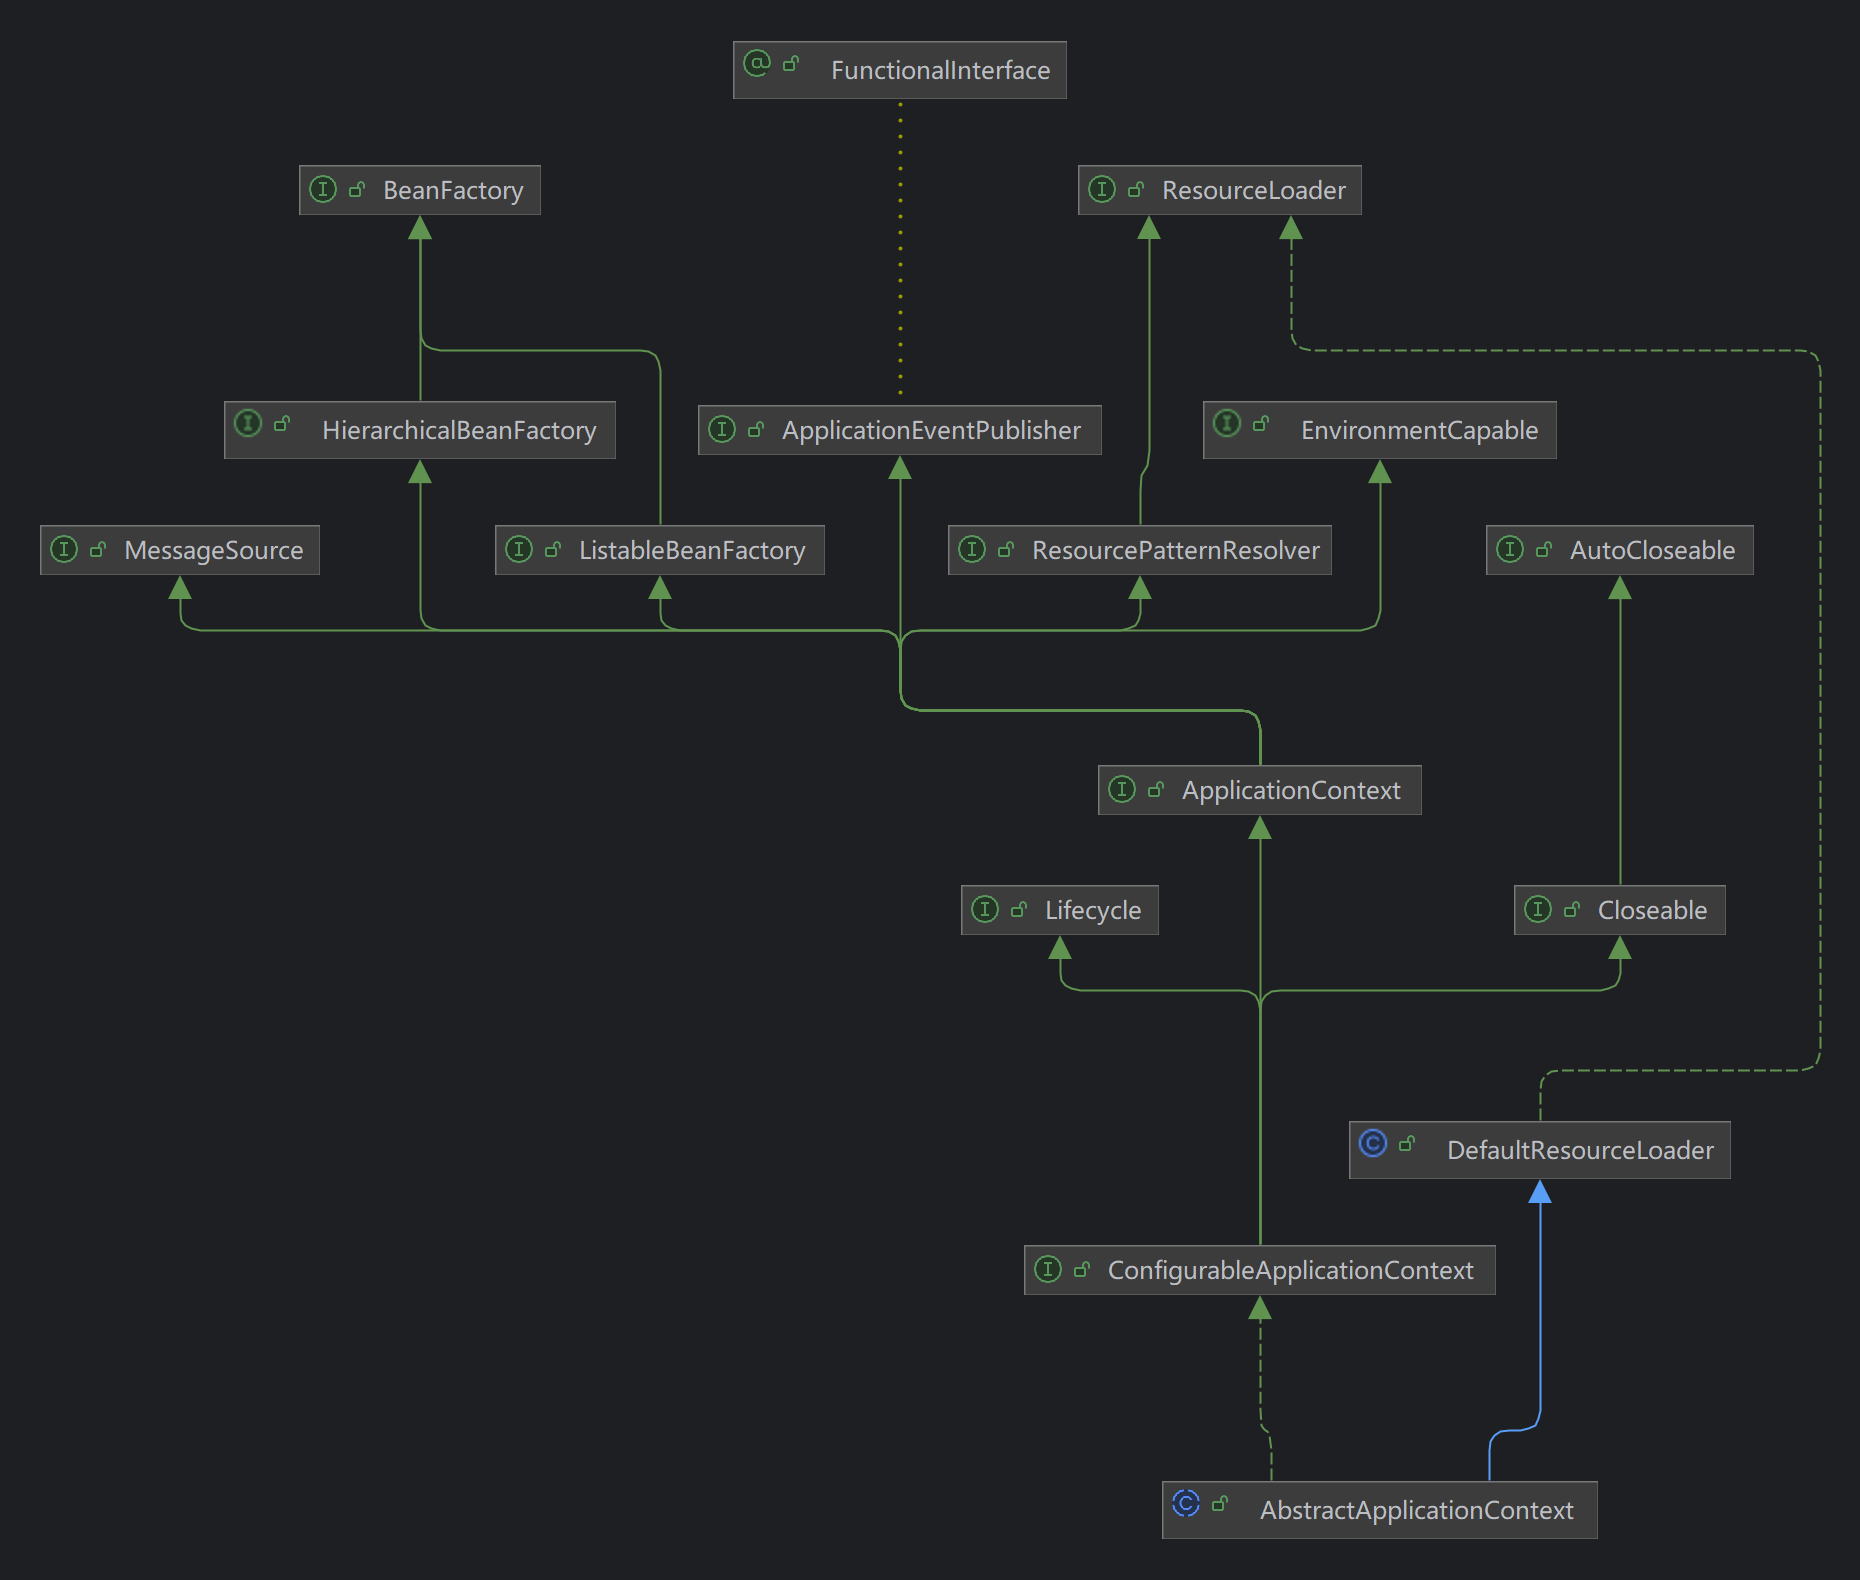 @ FunctionalInterface
I BeanFactory
I ResourceLoader
I HierarchicalBeanFactory
I ApplicationEventPublisher
I EnvironmentCapable
I MessageSource
I ListableBeanFactory
I ResourcePatternResolver
I AutoCloseable
I ApplicationContext
I Lifecycle
I Closeable
C DefaultResourceLoader
I ConfigurableApplicationContext
C AbstractApplicationContext